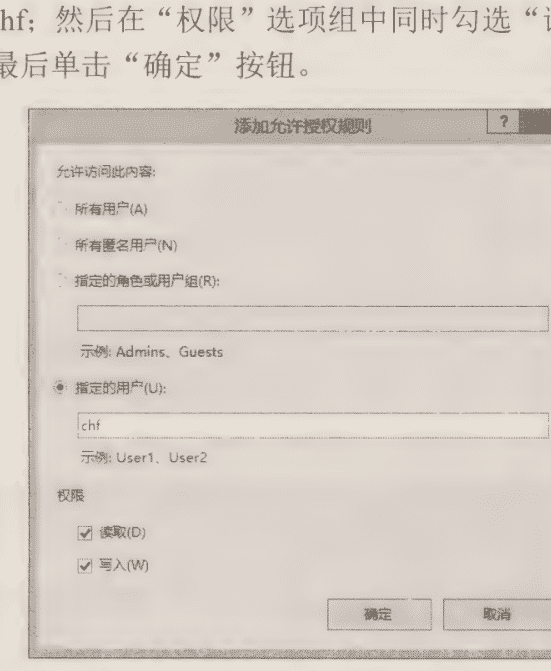 hf；然后在“权限”选项组中同时勾选“
最后单击“确定”按钮。
添加允许授权规则
?
允许访问此内容:
所有用户(A)
所有匿名用户(N)
指定的角色或用户组(R):
示例: Admins、Guests
指定的用户(U):
chf
示例: User1、User2
权限
读取(D)
写入(W)
确定 取消